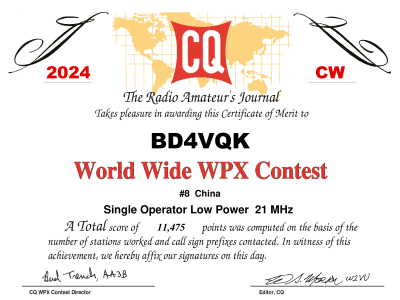 2024
CQ
CW
The Radio Amateur's Journal
Takes pleasure in awarding this Certificate of Merit to
BD4VQK
World Wide WPX Contest
#8 China
Single Operator Low Power 21 MHz
A Total score of 11,475 points was computed on the basis of the
number of stations worked and call sign prefixes contacted. In witness of this
achievement, we hereby affix our signatures on this day.
Bud Trench, AA3B
W2VU
CQ WPX Contest Director
Editor, CQ